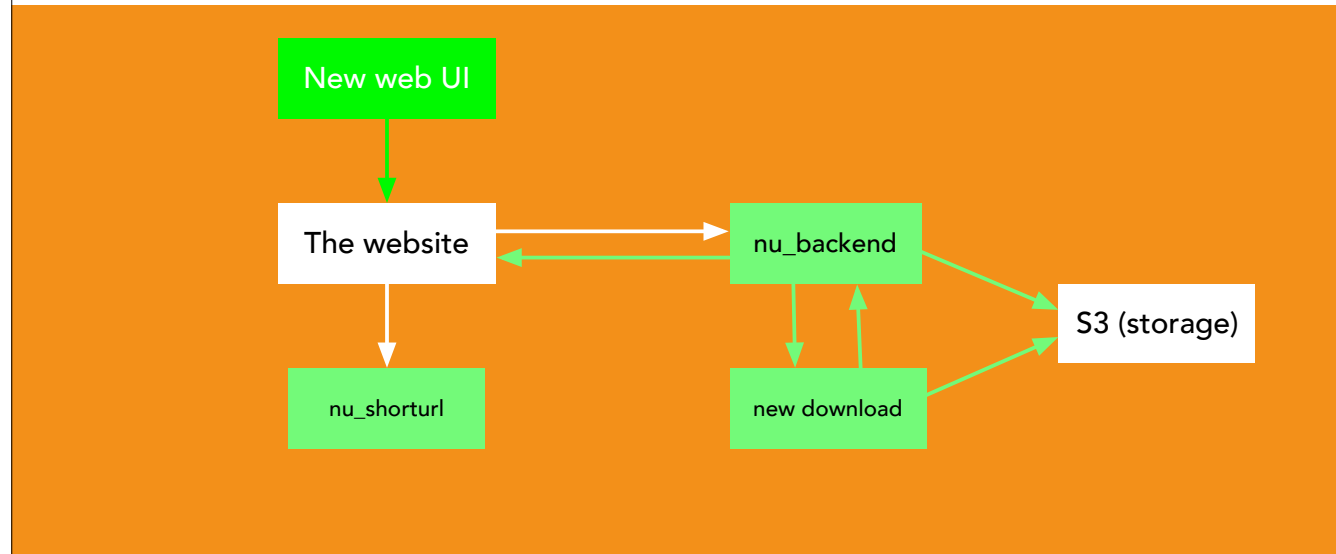 New web UI
The website
nu_backend
S3 (storage)
nu_shorturl
new download